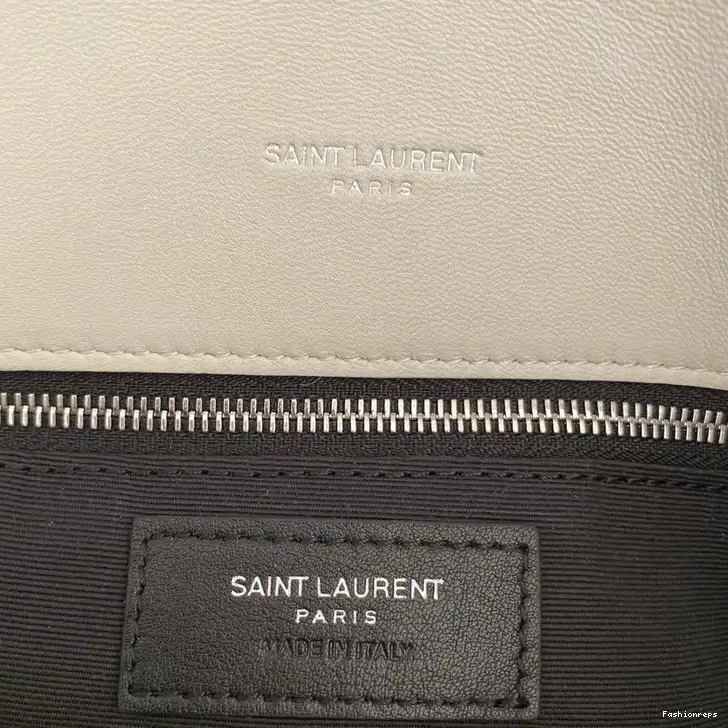 SAINT LAURENT
PARIS
SAINT LAURENT
PARIS
MADE IN ITALY
Fashionreps